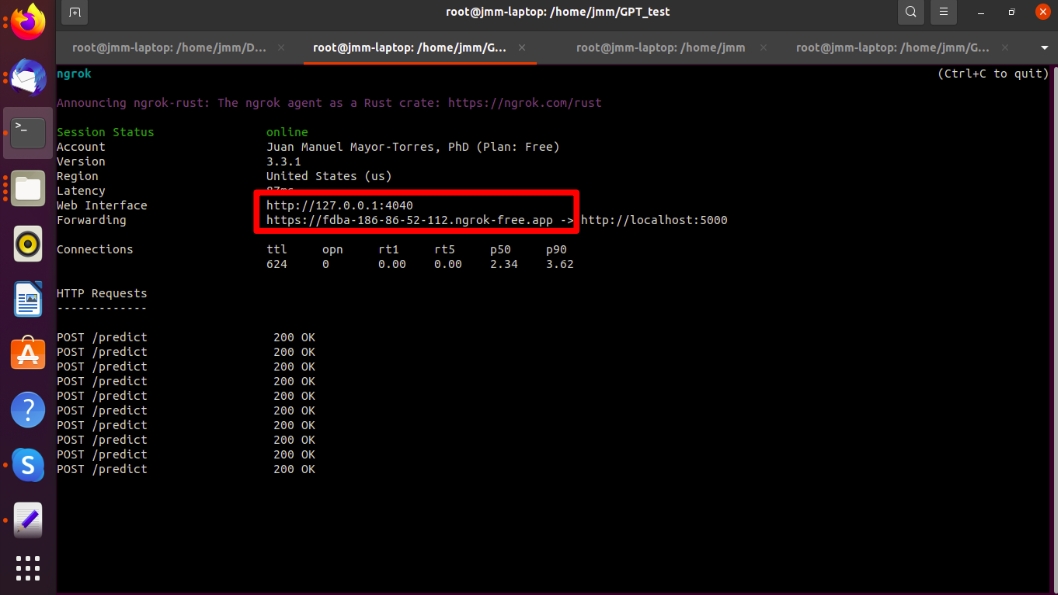 root@jmm-laptop: /home/jmm/GPT_test
root@jmm-laptop: /home/jmm/D... × root@jmm-laptop: /home/jmm/G... × root@jmm-laptop: /home/jmm × root@jmm-laptop: /home/jmm/G... ×
ngrok (Ctrl+C to quit)
Announcing ngrok-rust: The ngrok agent as a Rust crate: https://ngrok.com/rust
Session Status online
Account Juan Manuel Mayor-Torres, PhD (Plan: Free)
Version 3.3.1
Region United States (us)
Latency 87ms
Web Interface http://127.0.0.1:4040
Forwarding https://fdba-186-86-52-112.ngrok-free.app -> http://localhost:5000
Connections ttl opn rt1 rt5 p50 p90
624 0 0.00 0.00 2.34 3.62
HTTP Requests
-------------
POST /predict 200 OK
POST /predict 200 OK
POST /predict 200 OK
POST /predict 200 OK
POST /predict 200 OK
POST /predict 200 OK
POST /predict 200 OK
POST /predict 200 OK
POST /predict 200 OK
POST /predict 200 OK